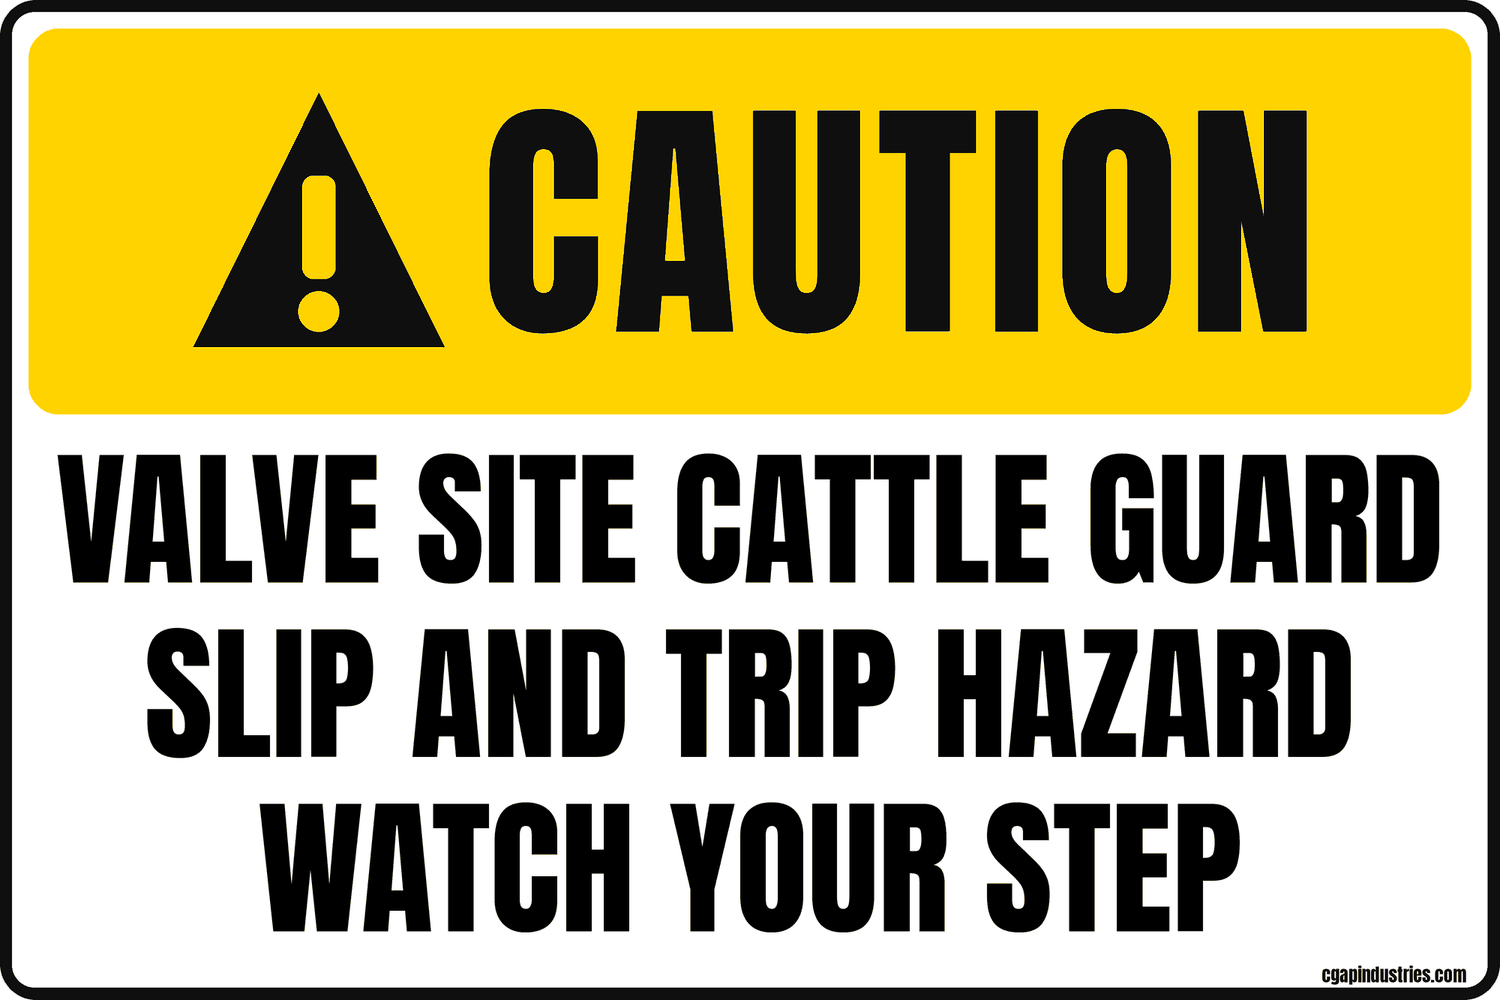 CAUTION
VALVE SITE CATTLE GUARD
SLIP AND TRIP HAZARD
WATCH YOUR STEP
cgapindustries.com